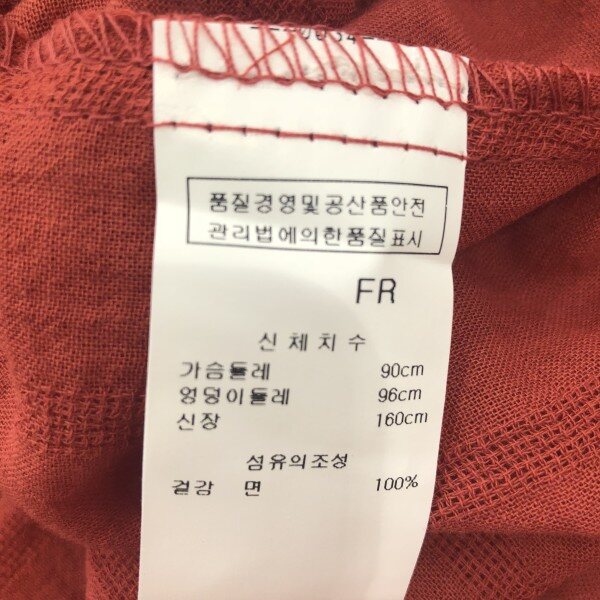 품질경영및공산품안전
관리법에의한품질표시
FR
신체치수
가슴둘레 90cm
엉덩이둘레 96cm
신장 160cm
섬유의조성
겉감 면 100%